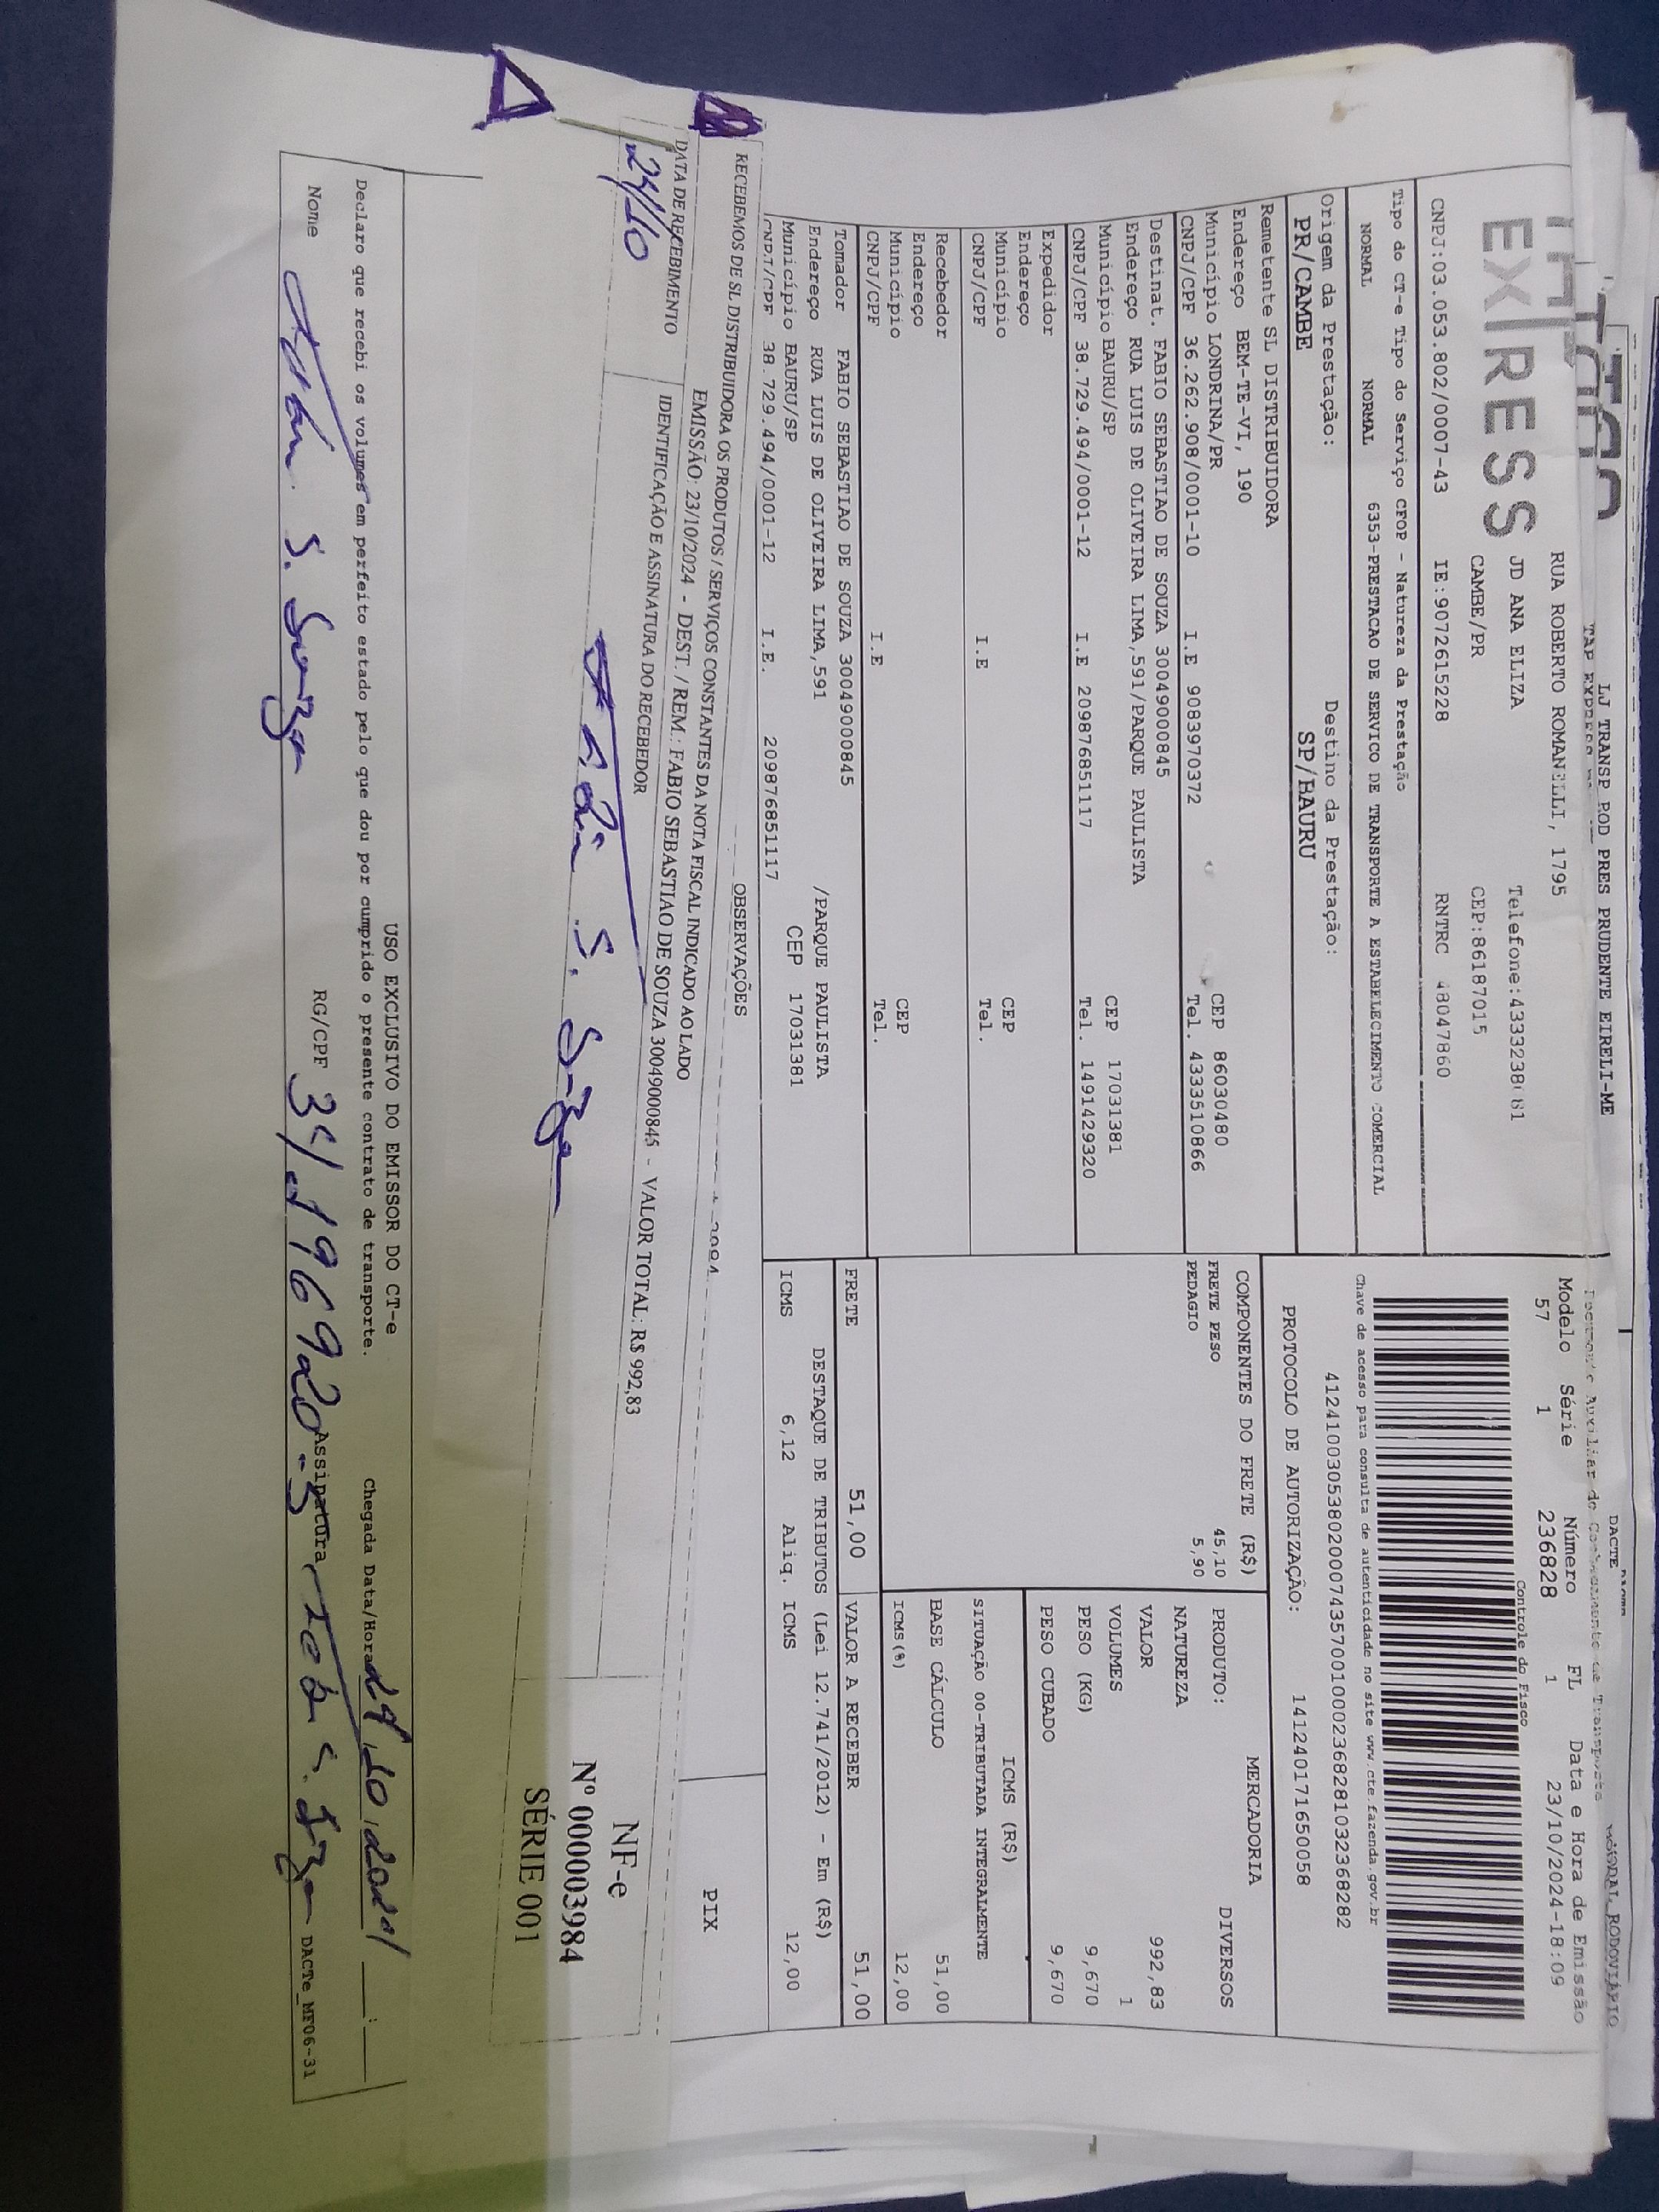 LJ TRANSP ROD PRES PRUDENTE EIRELI-ME
EXPRESS
RUA ROBERTO ROMANELLI, 1795
JD ANA ELIZA
Telefone:
CAMBE/PR CEP:86187015
CNPJ:03.053.802/0007-43 IE:9072615228 RNTRC 48047860
Tipo do CT-e Tipo do Serviço CFOP - Natureza da Prestação
NORMAL NORMAL 6353-PRESTACAO DE SERVICO DE TRANSPORTE A ESTABELECIMENTO COMERCIAL
Origem da Prestação: Destino da Prestação:
PR/CAMBE SP/BAURU
Remetente SL DISTRIBUIDORA
Endereço BEM-TE-VI, 190
Município LONDRINA/PR CEP 86030480
CNPJ/CPF 36.262.908/0001-10 I.E 9083970372 Tel. 4333510866
Destinat. FABIO SEBASTIAO DE SOUZA 30049000845
Endereço RUA LUIS DE OLIVEIRA LIMA,591/PARQUE PAULISTA
Município BAURU/SP CEP 17031381
CNPJ/CPF 38.729.494/0001-12 I.E 209876851117 Tel. 1491429320
Expedidor
Endereço
Município CEP
CNPJ/CPF I.E Tel.
Recebedor
Endereço
Município CEP
CNPJ/CPF I.E Tel.
Tomador FABIO SEBASTIAO DE SOUZA 30049000845
Endereço RUA LUIS DE OLIVEIRA LIMA,591 /PARQUE PAULISTA
Município BAURU/SP CEP 17031381
CNPJ/CPF 38.729.494/0001-12 I.E. 209876851117
OBSERVAÇÕES
DACTE
MODAL RODOVIÁRIO
Documento Auxiliar do Conhecimento de Transporte
Modelo Série Número FL Data e Hora de Emissão
57 1 236828 1 23/10/2024-18:09
Controle do Fisco
Chave de acesso para consulta de autenticidade no site www.cte.fazenda.gov.br
41241003053802000743570010002368281032368282
PROTOCOLO DE AUTORIZAÇÃO: 141240171650058
COMPONENTES DO FRETE (R$)
FRETE PESO 45,10
PEDAGIO 5,90
MERCADORIA
PRODUTO: DIVERSOS
NATUREZA
VALOR 992,83
VOLUMES 1
PESO (KG) 9,670
PESO CUBADO 9,670
ICMS (R$)
SITUAÇÃO 00-TRIBUTADA INTEGRALMENTE
BASE CÁLCULO 51,00
ICMS(%) 12,00
FRETE 51,00 VALOR A RECEBER 51,00
DESTAQUE DE TRIBUTOS (Lei 12.741/2012) - Em (R$)
ICMS 6,12 Aliq. ICMS 12,00
PIX
RECEBEMOS DE SL DISTRIBUIDORA OS PRODUTOS / SERVIÇOS CONSTANTES DA NOTA FISCAL INDICADO AO LADO
EMISSÃO: 23/10/2024 - DEST. / REM.: FABIO SEBASTIAO DE SOUZA 30049000845 - VALOR TOTAL: R$ 992,83
DATA DE RECEBIMENTO IDENTIFICAÇÃO E ASSINATURA DO RECEBEDOR
24/10
NF-e
Nº 000003984
SÉRIE 001
USO EXCLUSIVO DO EMISSOR DO CT-e
Declaro que recebi os volumes em perfeito estado pelo que dou por cumprido o presente contrato de transporte. Chegada Data/Hora 24/10/2024
Nome RG/CPF Assinatura
DACTe_MF06-31